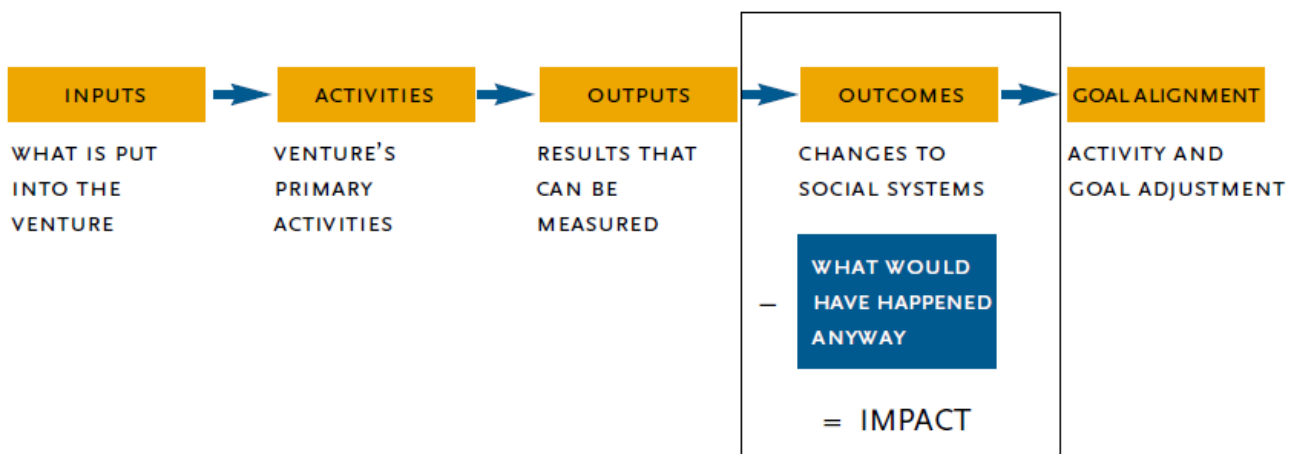 INPUTS
ACTIVITIES
OUTPUTS
OUTCOMES
GOAL ALIGNMENT
WHAT IS PUT
INTO THE
VENTURE
VENTURE'S
PRIMARY
ACTIVITIES
RESULTS THAT
CAN BE
MEASURED
CHANGES TO
SOCIAL SYSTEMS
ACTIVITY AND
GOAL ADJUSTMENT
–
WHAT WOULD
HAVE HAPPENED
ANYWAY
= IMPACT